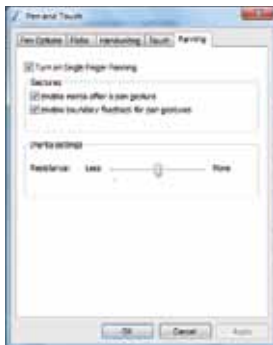 Pen and Touch
Pen Options Flicks Handwriting Touch Panning
Turn on Single Finger Panning
Gestures
Enable inertia after a pan gesture
Enable boundary feedback for pan gestures
Inertia settings
Resistance: Less More
OK Cancel Apply